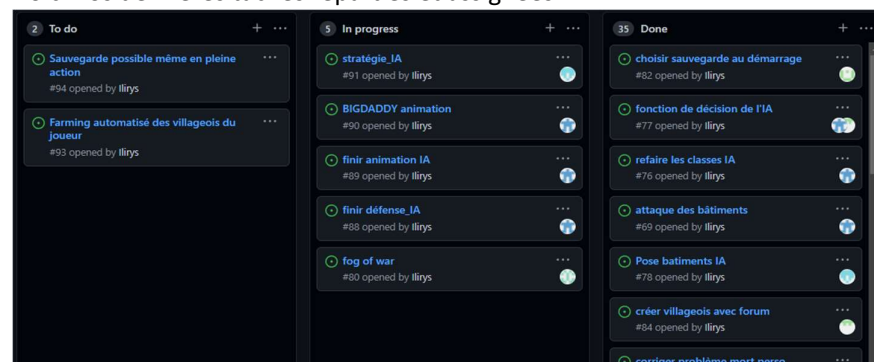 2 To do
Sauvegarde possible même en pleine
action
#94 opened by Ilirys
Farming automatisé des villageois du
joueur
#93 opened by Ilirys
5 In progress
stratégie_IA
#91 opened by Ilirys
BIGDADDY animation
#90 opened by Ilirys
finir animation IA
#89 opened by Ilirys
finir défense_IA
#88 opened by Ilirys
fog of war
#80 opened by Ilirys
35 Done
choisir sauvegarde au démarrage
#82 opened by Ilirys
fonction de décision de l'IA
#77 opened by Ilirys
refaire les classes IA
#76 opened by Ilirys
attaque des bâtiments
#69 opened by Ilirys
Pose batiments IA
#78 opened by Ilirys
créer villageois avec forum
#84 opened by Ilirys
corriger problème mort perso